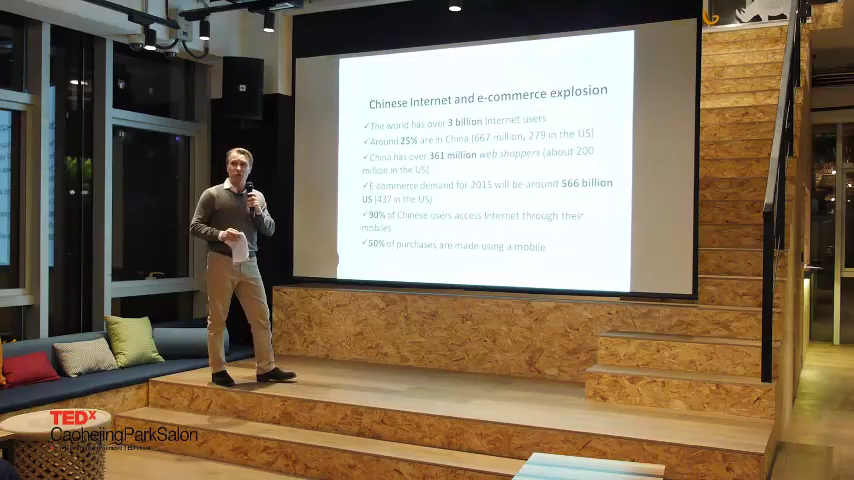 Chinese Internet and e-commerce explosion
✓The world has over 3 billion Internet users
✓Around 25% are in China (667 million, 279 in the US)
✓China has over 361 million web shoppers (about 200
million in the US)
✓E-commerce demand for 2015 will be around 566 billion
US (437 in the US)
✓90% of Chinese users access Internet through their
mobiles
✓50% of purchases are made using a mobile
TEDx
CaohejingParkSalon